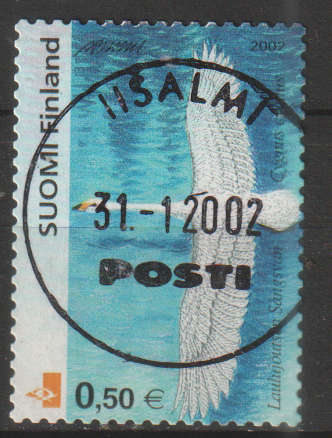 2002
SUOMI Finland
IISALMI
31.-12002
POSTI
Laulujoutsen Sångsvan Cygnus
0,50 €